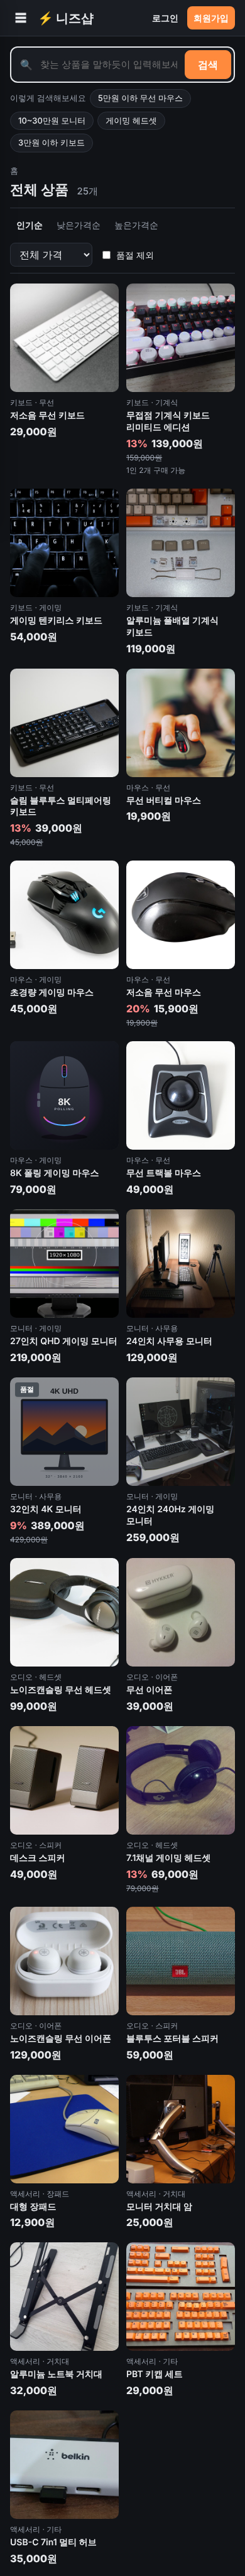 ☰ ⚡ 니즈샵 로그인 회원가입
찾는 상품을 말하듯이 검색해보세 검색
이렇게 검색해보세요 5만원 이하 무선 마우스
10~30만원 모니터 게이밍 헤드셋
3만원 이하 키보드
홈
전체 상품 25개
인기순 낮은가격순 높은가격순
전체 가격 품절 제외
키보드 · 무선
저소음 무선 키보드
29,000원
키보드 · 기계식
무접점 기계식 키보드
리미티드 에디션
13% 139,000원
159,000원
1인 2개 구매 가능
키보드 · 게이밍
게이밍 텐키리스 키보드
54,000원
키보드 · 기계식
알루미늄 풀배열 기계식
키보드
119,000원
키보드 · 무선
슬림 블루투스 멀티페어링
키보드
13% 39,000원
45,000원
마우스 · 무선
무선 버티컬 마우스
19,900원
마우스 · 게이밍
초경량 게이밍 마우스
45,000원
마우스 · 무선
저소음 무선 마우스
20% 15,900원
19,900원
8K
POLLING
마우스 · 게이밍
8K 폴링 게이밍 마우스
79,000원
마우스 · 무선
무선 트랙볼 마우스
49,000원
1920×1080
모니터 · 게이밍
27인치 QHD 게이밍 모니터
219,000원
모니터 · 사무용
24인치 사무용 모니터
129,000원
품절
4K UHD
모니터 · 사무용
32인치 4K 모니터
9% 389,000원
429,000원
모니터 · 게이밍
24인치 240Hz 게이밍
모니터
259,000원
오디오 · 헤드셋
노이즈캔슬링 무선 헤드셋
99,000원
오디오 · 이어폰
무선 이어폰
39,000원
오디오 · 스피커
데스크 스피커
49,000원
오디오 · 헤드셋
7.1채널 게이밍 헤드셋
13% 69,000원
79,000원
오디오 · 이어폰
노이즈캔슬링 무선 이어폰
129,000원
JBL
오디오 · 스피커
블루투스 포터블 스피커
59,000원
액세서리 · 장패드
대형 장패드
12,900원
액세서리 · 거치대
모니터 거치대 암
25,000원
액세서리 · 거치대
알루미늄 노트북 거치대
32,000원
액세서리 · 기타
PBT 키캡 세트
29,000원
belkin
액세서리 · 기타
USB-C 7in1 멀티 허브
35,000원